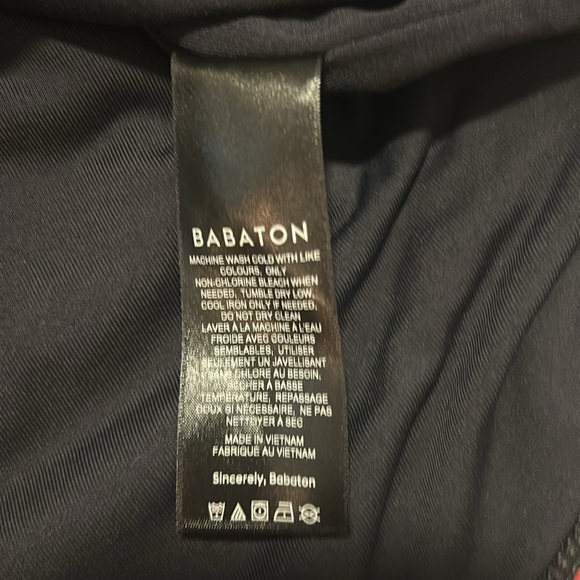 BABATON
MACHINE WASH COLD WITH LIKE
COLOURS, ONLY
NON-CHLORINE BLEACH WHEN
NEEDED, TUMBLE DRY LOW,
COOL IRON ONLY IF NEEDED,
DO NOT DRY CLEAN
LAVER À LA MACHINE À L'EAU
FROIDE AVEC COULEURS
SEMBLABLES, UTILISER
SEULEMENT UN JAVELLISANT
SANS CHLORE AU BESOIN,
SÉCHER À BASSE
TEMPÉRATURE, REPASSAGE
DOUX SI NÉCESSAIRE, NE PAS
NETTOYER À SEC
MADE IN VIETNAM
FABRIQUÉ AU VIETNAM
Sincerely, Babaton